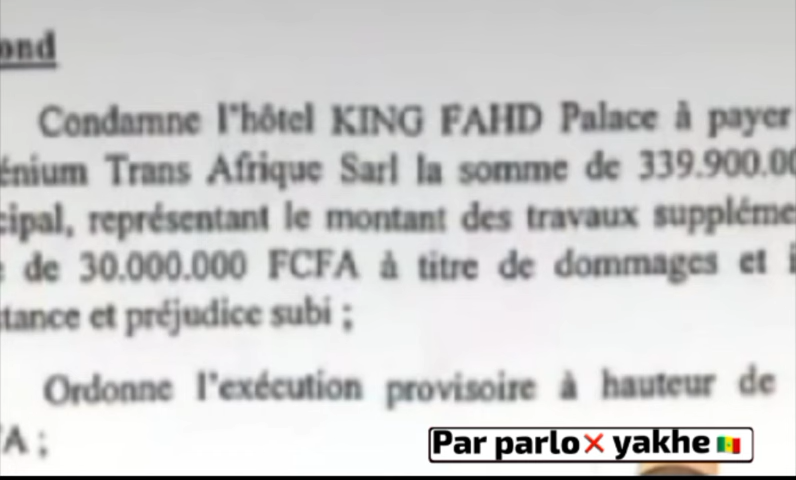 ond
Condamne l'hôtel KING FAHD Palace à payer
énium Trans Afrique Sarl la somme de 339.900.00
cipal, représentant le montant des travaux suppléme
de 30.000.000 FCFA à titre de dommages et i
tance et préjudice subi ;
Ordonne l'exécution provisoire à hauteur de
A ;
Par parlo❌ yakhe🇸🇳